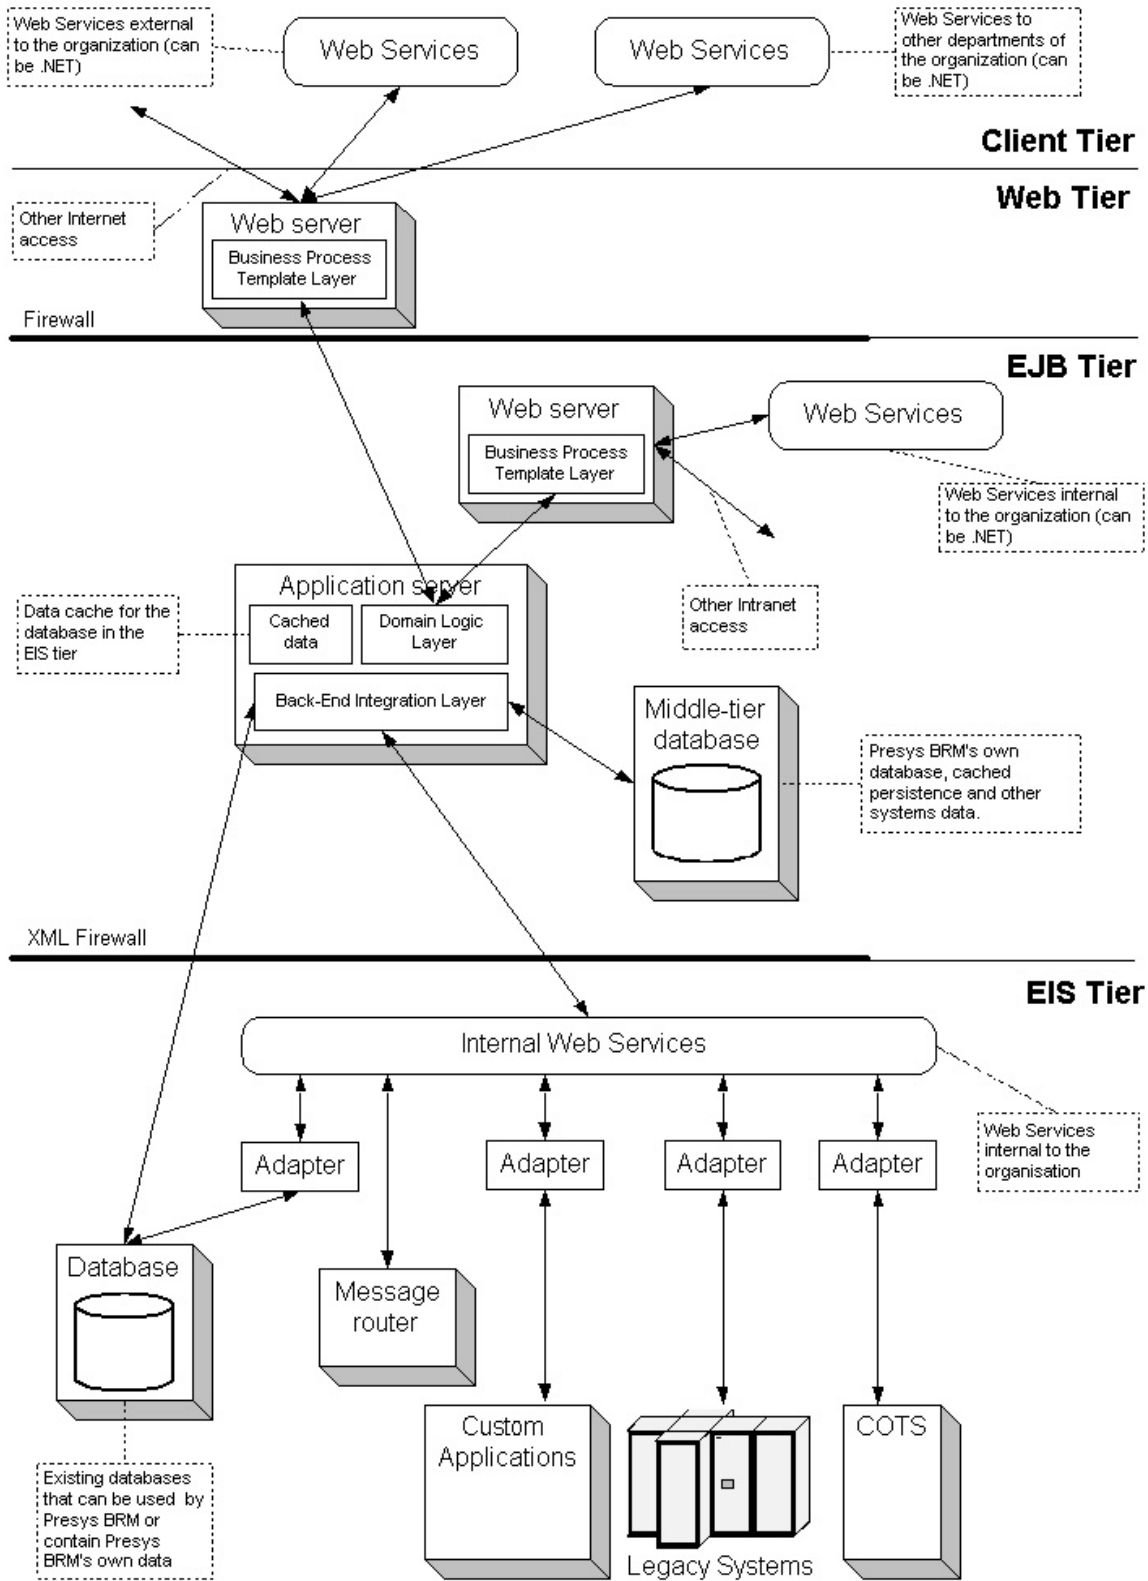 Web Services external
to the organization (can
be .NET)
Web Services
Web Services
Web Services to
other departments of
the organization (can
be .NET)
Client Tier
Web Tier
Other Internet
access
Web server
Business Process
Template Layer
Firewall
EJB Tier
Web server
Business Process
Template Layer
Web Services
Web Services internal
to the organization (can
be .NET)
Application server
Data cache for the
database in the
EIS tier
Cached
data
Domain Logic
Layer
Other Intranet
access
Back-End Integration Layer
Middle-tier
database
Presys BRM's own
database, cached
persistence and other
systems data.
XML Firewall
EIS Tier
Internal Web Services
Adapter
Adapter
Adapter
Adapter
Web Services
internal to the
organisation
Database
Message
router
Custom
Applications
Legacy Systems
COTS
Existing databases
that can be used by
Presys BRM or
contain Presys
BRM's own data